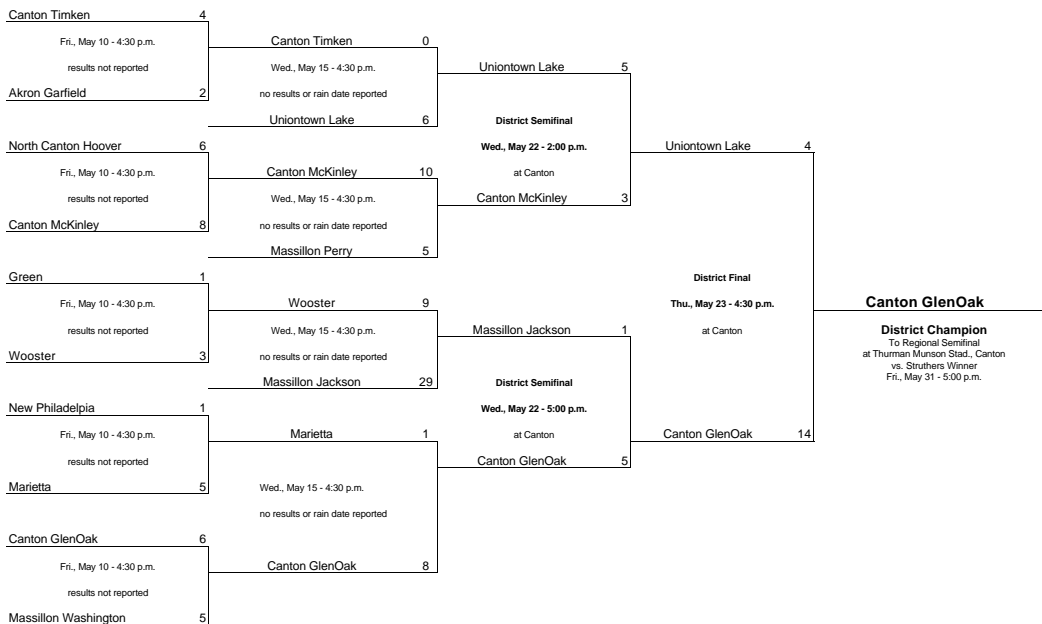 Canton Timken 4
Fri., May 10 - 4:30 p.m.
results not reported
Akron Garfield 2
North Canton Hoover 6
Fri., May 10 - 4:30 p.m.
results not reported
Canton McKinley 8
Green 1
Fri., May 10 - 4:30 p.m.
results not reported
Wooster 3
New Philadelpia 1
Fri., May 10 - 4:30 p.m.
results not reported
Marietta 5
Canton GlenOak 6
Fri., May 10 - 4:30 p.m.
results not reported
Massillon Washington 5
Canton Timken 0
Wed., May 15 - 4:30 p.m.
no results or rain date reported
Uniontown Lake 6
Canton McKinley 10
Wed., May 15 - 4:30 p.m.
no results or rain date reported
Massillon Perry 5
Wooster 9
Wed., May 15 - 4:30 p.m.
no results or rain date reported
Massillon Jackson 29
Marietta 1
Wed., May 15 - 4:30 p.m.
no results or rain date reported
Canton GlenOak 8
Uniontown Lake 5
District Semifinal
Wed., May 22 - 2:00 p.m.
at Canton
Canton McKinley 3
Massillon Jackson 1
District Semifinal
Wed., May 22 - 5:00 p.m.
at Canton
Canton GlenOak 5
Uniontown Lake 4
District Final
Thu., May 23 - 4:30 p.m.
at Canton
Canton GlenOak 14
Canton GlenOak
District Champion
To Regional Semifinal
at Thurman Munson Stad., Canton
vs. Struthers Winner
Fri., May 31 - 5:00 p.m.